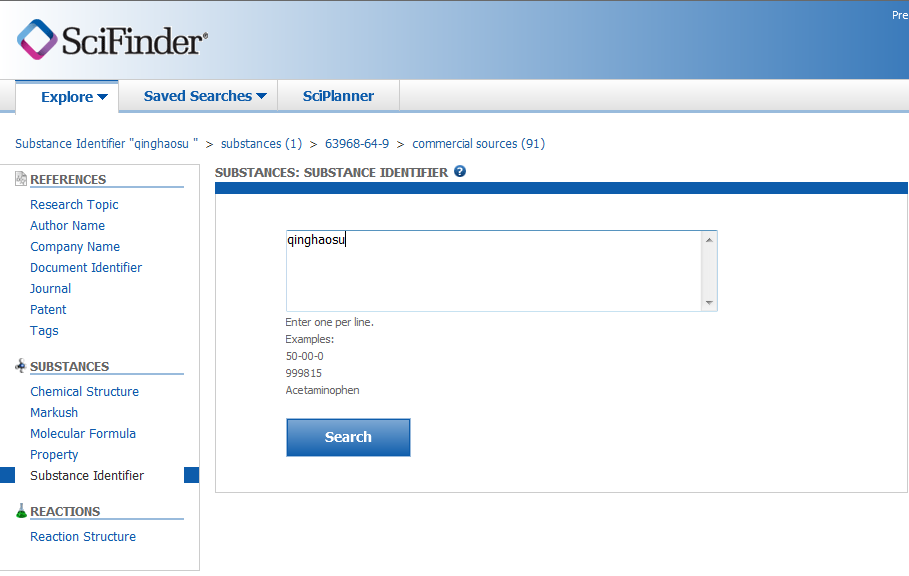 Pre
SciFinder®
Explore
Saved Searches
SciPlanner
Substance Identifier "qinghaosu " > substances (1) > 63968-64-9 > commercial sources (91)
REFERENCES
Research Topic
Author Name
Company Name
Document Identifier
Journal
Patent
Tags
SUBSTANCES
Chemical Structure
Markush
Molecular Formula
Property
Substance Identifier
REACTIONS
Reaction Structure
SUBSTANCES: SUBSTANCE IDENTIFIER ?
qinghaosu
Enter one per line.
Examples:
50-00-0
999815
Acetaminophen
Search